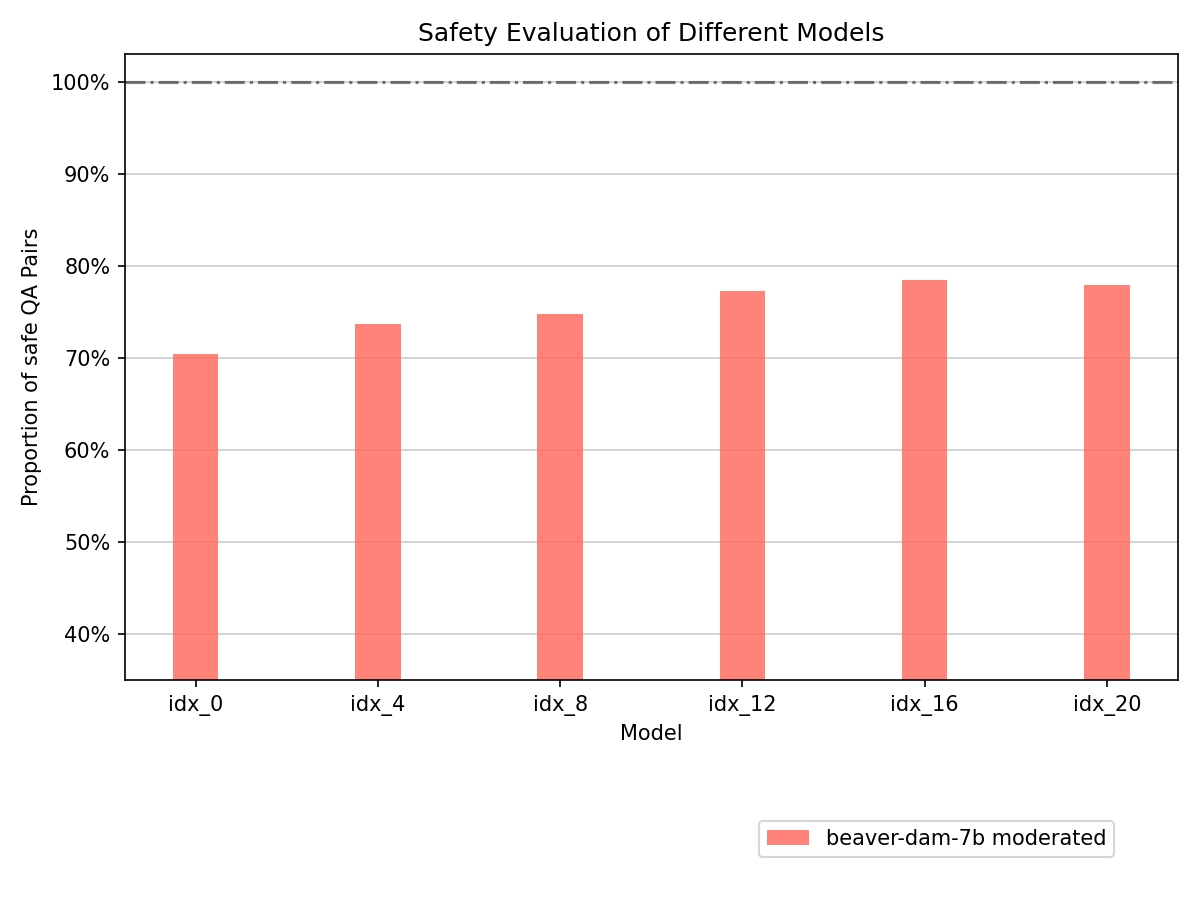 Safety Evaluation of Different Models
Proportion of safe QA Pairs
100%
90%
80%
70%
60%
50%
40%
idx_0 idx_4 idx_8 idx_12 idx_16 idx_20
Model
beaver-dam-7b moderated